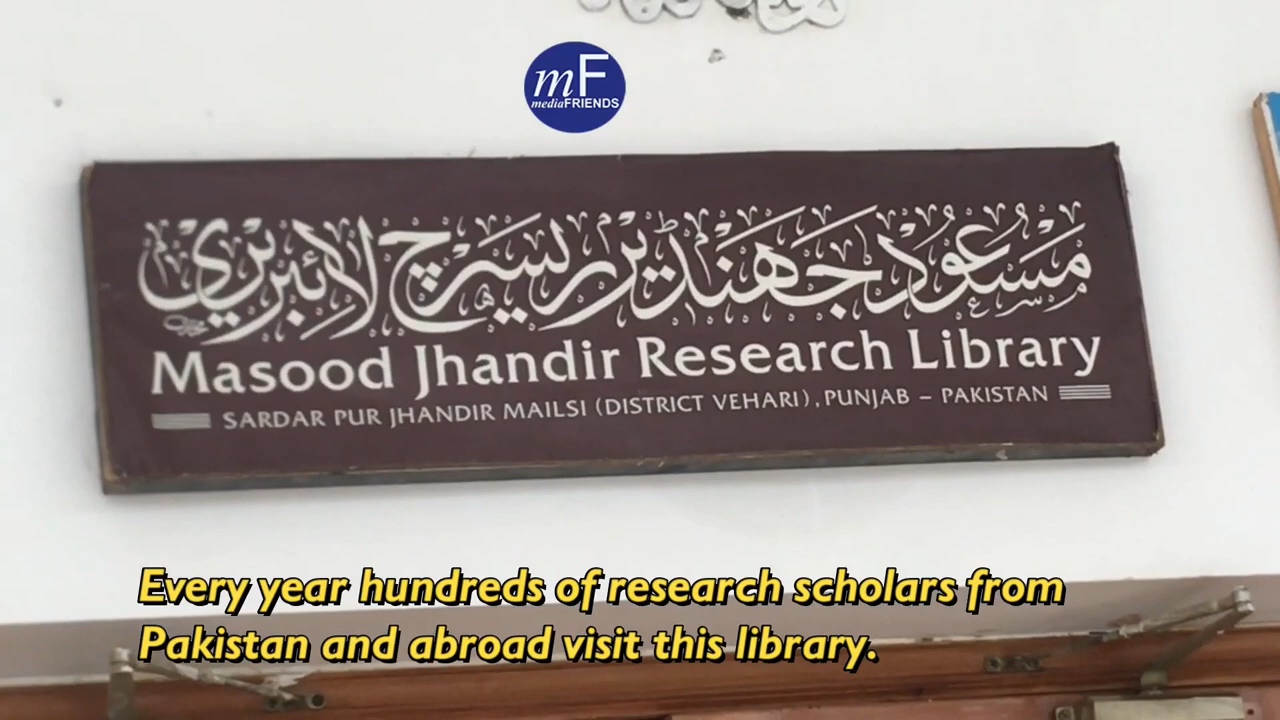 mF
mediaFRIENDS
مسعود جھنڈیر ریسرچ لائبریری
Masood Jhandir Research Library
SARDAR PUR JHANDIR MAILSI (DISTRICT VEHARI), PUNJAB – PAKISTAN
Every year hundreds of research scholars from
Pakistan and abroad visit this library.